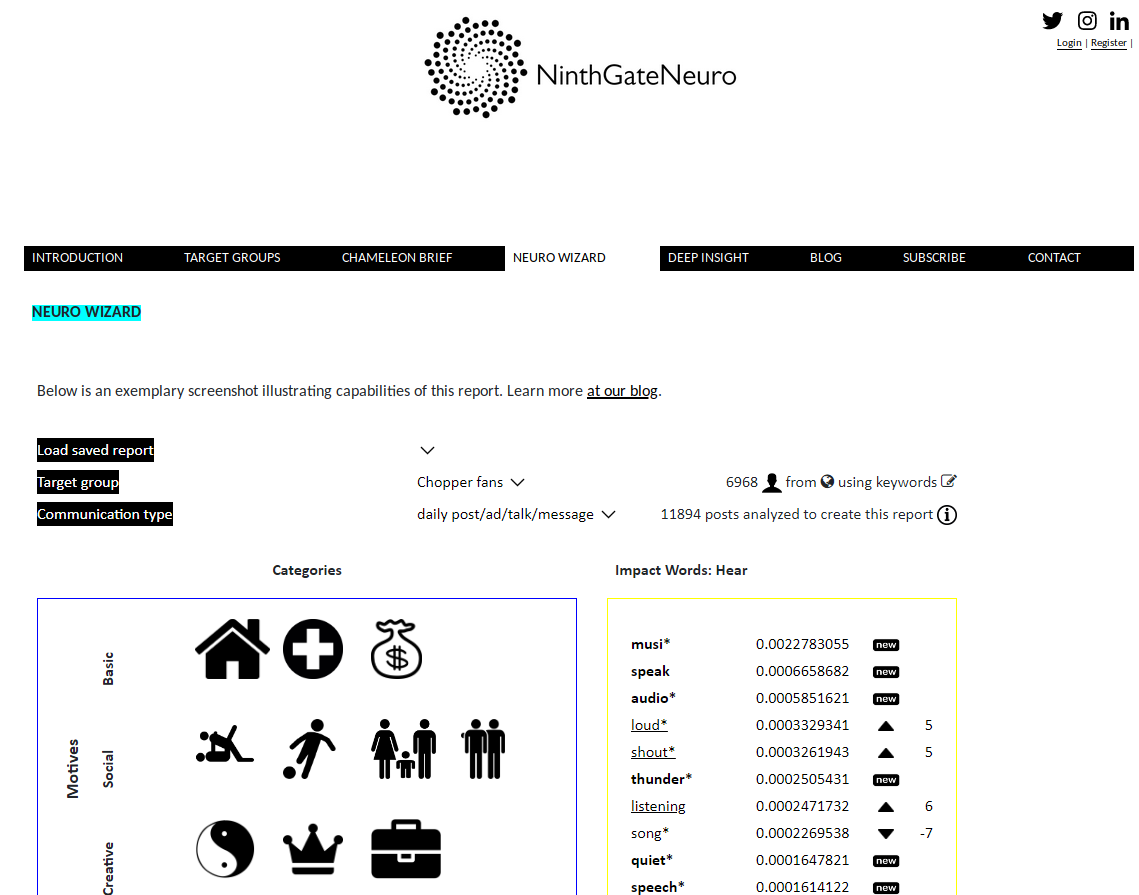 Login | Register |
NinthGateNeuro
INTRODUCTION TARGET GROUPS CHAMELEON BRIEF NEURO WIZARD DEEP INSIGHT BLOG SUBSCRIBE CONTACT
NEURO WIZARD
Below is an exemplary screenshot illustrating capabilities of this report. Learn more at our blog.
Load saved report
Target group Chopper fans 6968 from using keywords
Communication type daily post/ad/talk/message 11894 posts analyzed to create this report
Categories
Motives
Basic
Social
Creative
Impact Words: Hear
musi* 0.0022783055 new
speak 0.0006658682 new
audio* 0.0005851621 new
loud* 0.0003329341 5
shout* 0.0003261943 5
thunder* 0.0002505431 new
listening 0.0002471732 6
song* 0.0002269538 -7
quiet* 0.0001647821 new
speech* 0.0001614122 new